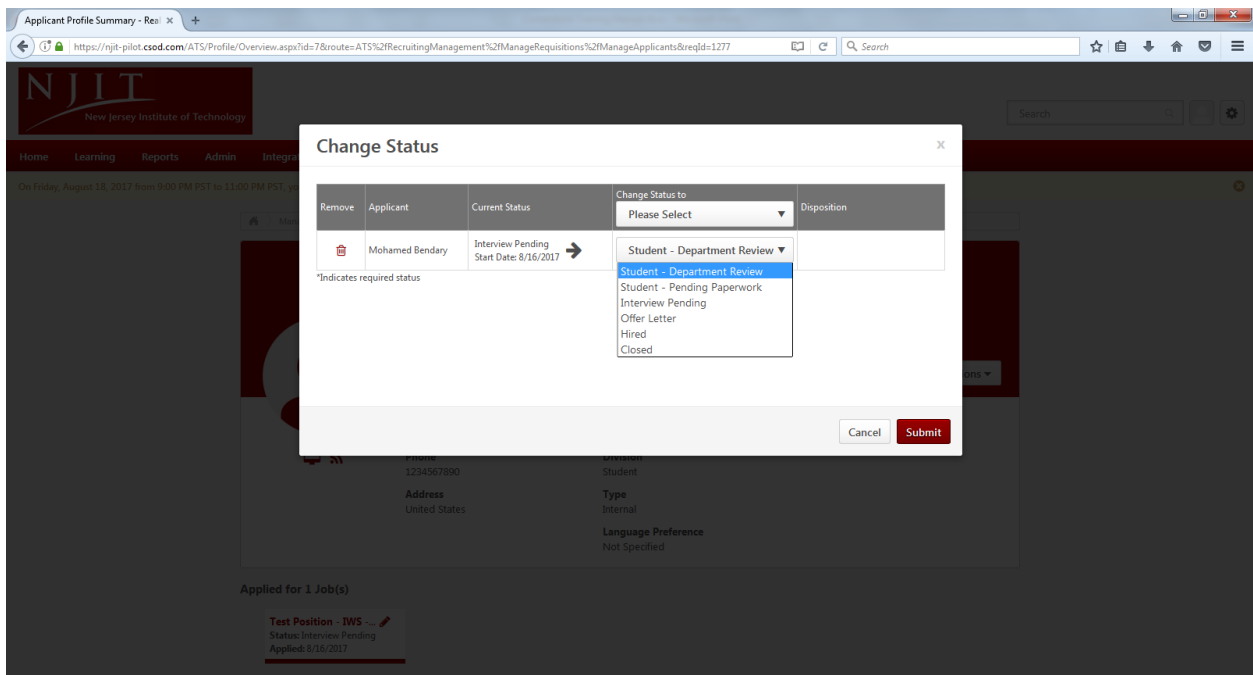 Applicant Profile Summary - Real
https://njit-pilot.csod.com/ATS/Profile/Overview.aspx?id=7&route=ATS%2fRecruitingManagement%2fManageRequisitions%2fManageApplicants&reqId=1277
Search
NJIT
New Jersey Institute of Technology
Search
Home Learning Reports Admin Integra
On Friday, August 18, 2017 from 9:00 PM PST to 11:00 PM PST, yo
Change Status
x
Remove Applicant Current Status Change Status to Disposition
Please Select
Mohamed Bendary
Interview Pending
Start Date: 8/16/2017
Student - Department Review
*Indicates required status
Student - Department Review
Student - Pending Paperwork
Interview Pending
Offer Letter
Hired
Closed
ons
Cancel Submit
Phone Division
1234567890 Student
Address Type
United States Internal
Language Preference
Not Specified
Applied for 1 Job(s)
Test Position - IWS -...
Status: Interview Pending
Applied: 8/16/2017